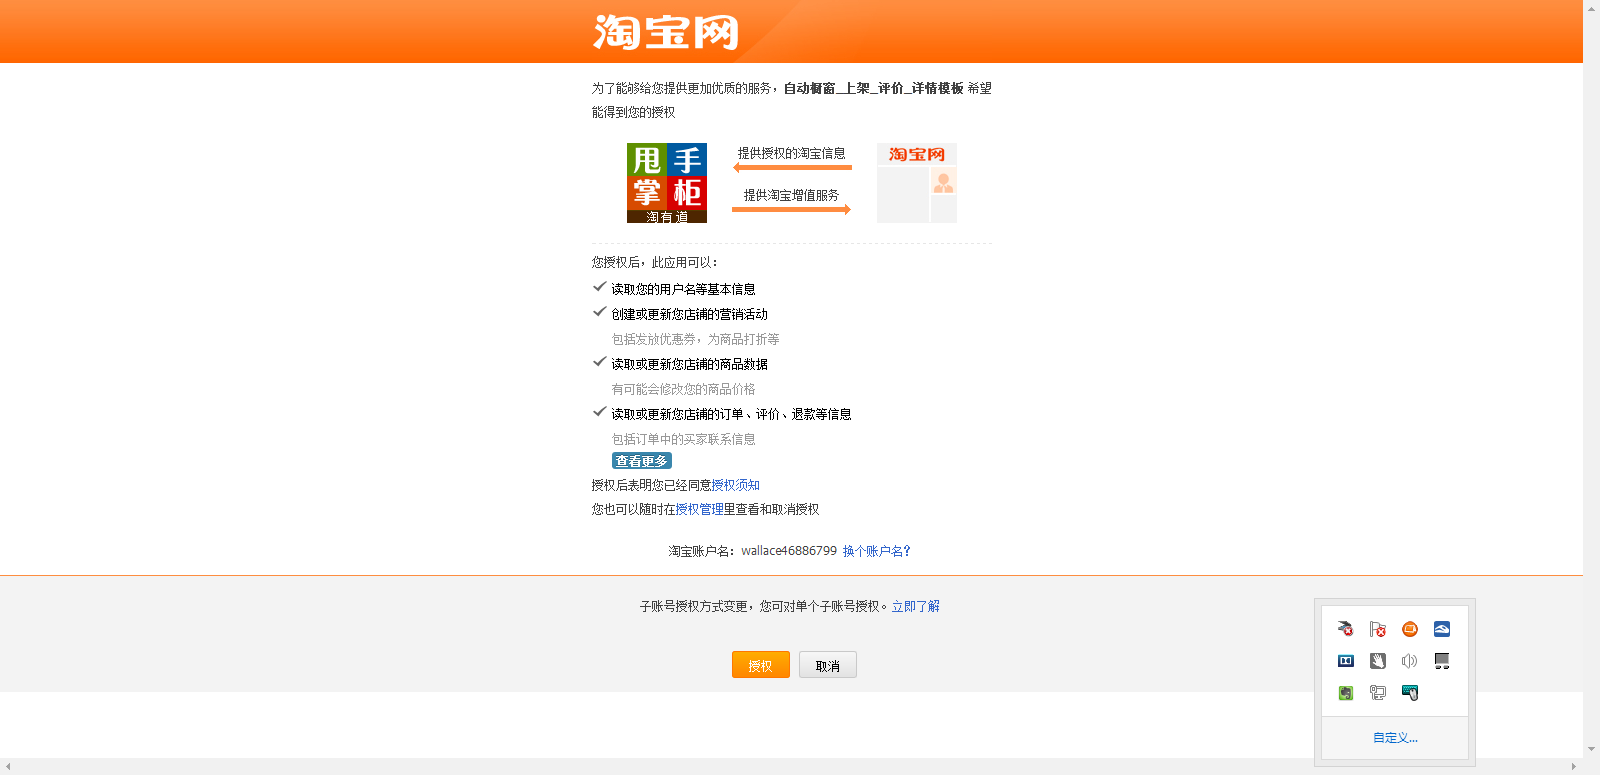 淘宝网
为了能够给您提供更加优质的服务，自动橱窗_上架_评价_详情模板 希望
能得到您的授权
甩手
掌柜
淘有道
提供授权的淘宝信息
提供淘宝增值服务
淘宝网
您授权后，此应用可以：
读取您的用户名等基本信息
创建或更新您店铺的营销活动
包括发放优惠券，为商品打折等
读取或更新您店铺的商品数据
有可能会修改您的商品价格
读取或更新您店铺的订单、评价、退款等信息
包括订单中的买家联系信息
查看更多
授权后表明您已经同意授权须知
您也可以随时在授权管理里查看和取消授权
淘宝账户名：wallace46886799 换个账户名？
子账号授权方式变更，您可对单个子账号授权。立即了解
授权 取消
自定义...